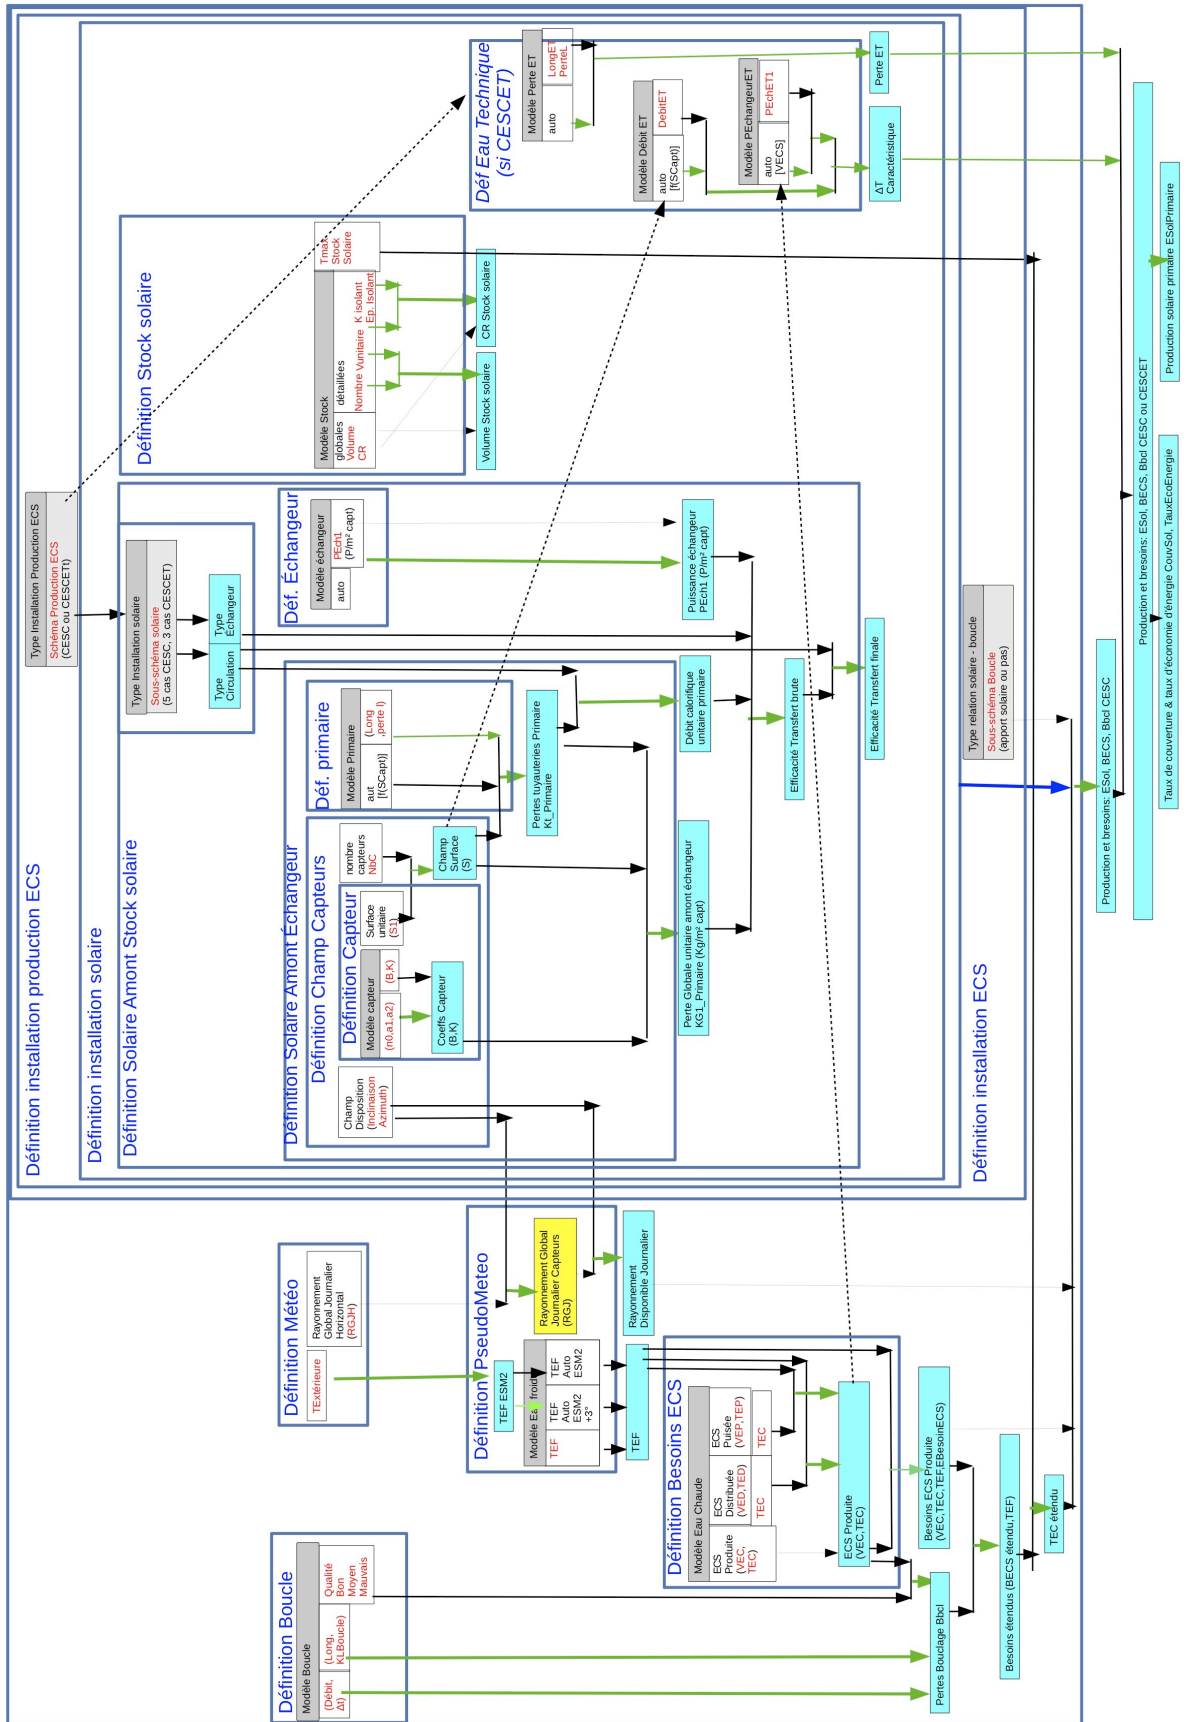 Définition installation production ECS
Type Installation Production ECS
Schéma Production ECS
(CESC ou CESCETt)
Définition installation solaire
Type Installation solaire
Sous-schéma solaire
(5 cas CESC, 3 cas CESCET)
Type
Circulation
Type
Échangeur
Définition Solaire Amont Stock solaire
Définition Stock solaire
Modèle Stock
globales
Volume
CR
détaillées
Nombre Vunitaire
K isolant
Ep. Isolant
Tmax
Stock
Solaire
Volume Stock solaire
CR Stock solaire
Déf Eau Technique
(si CESCET)
Modèle Perte ET
auto
LongET
PerteL
Modèle Débit ET
auto
[f(SCapt)]
DebitET
Modèle PEchangeurET
auto
[VECS]
PEchET1
ΔT
Caractéristique
Perte ET
Définition Solaire Amont Échangeur
Définition Champ Capteurs
Champ
Disposition
(Inclinaison
Azimuth)
Définition Capteur
Modèle capteur
(n0,a1,a2)
(B,K)
Surface
unitaire
(S1)
Coeffs Capteur
(B,K)
nombre
capteurs
NbC
Champ
Surface
(S)
Déf. primaire
Modèle Primaire
aut
[f(SCapt)]
(Long
,perte l)
Pertes tuyauteries Primaire
Kt_Primaire
Déf. Échangeur
Modèle échangeur
auto
PEch1
(P/m² capt)
Perte Globale unitaire amont échangeur
KG1_Primaire (Kg/m² capt)
Débit calorifique
unitaire primaire
Puissance échangeur
PEch1 (P/m² capt)
Efficacité Transfert brute
Efficacité Transfert finale
Définition installation ECS
Type relation solaire - boucle
Sous-schéma Boucle
(apport solaire ou pas)
Définition Météo
TExtérieure
Rayonnement
Global Journalier
Horizontal
(RGJH)
Définition PseudoMeteo
TEF ESM2
Modèle Eau froide
TEF
TEF
Auto
ESM2
+3°
TEF
Auto
ESM2
Rayonnement Global
Journalier Capteurs
(RGJ)
TEF
Rayonnement
Disponible Journalier
Définition Besoins ECS
Modèle Eau Chaude
ECS
Produite
(VEC,
TEC)
ECS
Distribuée
(VED,TED)
TEC
ECS
Puisée
(VEP,TEP)
TEC
ECS Produite
(VEC,TEC)
Définition Boucle
Modèle Boucle
(Débit,
Δt)
(Long,
KLBoucle)
Qualité
Bon
Moyen
Mauvais
Pertes Bouclage Bbcl
Besoins ECS Produite
(VEC,TEC,TEF,EBesoinECS)
Besoins étendus (BECS étendu,TEF)
TEC étendu
Production et bresoins: ESol, BECS, Bbcl CESC
Production et bresoins: ESol, BECS, Bbcl CESC ou CESCET
Taux de couverture & taux d'économie d'énergie CouvSol, TauxEcoEnergie
Production solaire primaire ESolPrimaire